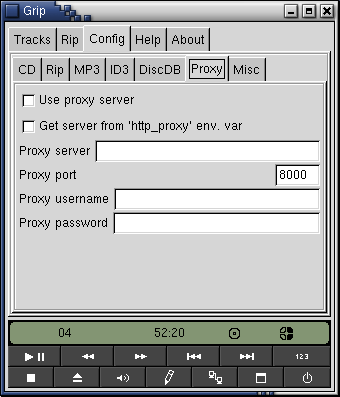 Grip
Tracks Rip Config Help About
CD Rip MP3 ID3 DiscDB Proxy Misc
Use proxy server
Get server from 'http_proxy' env. var
Proxy server
Proxy port 8000
Proxy username
Proxy password
04 52:20
123